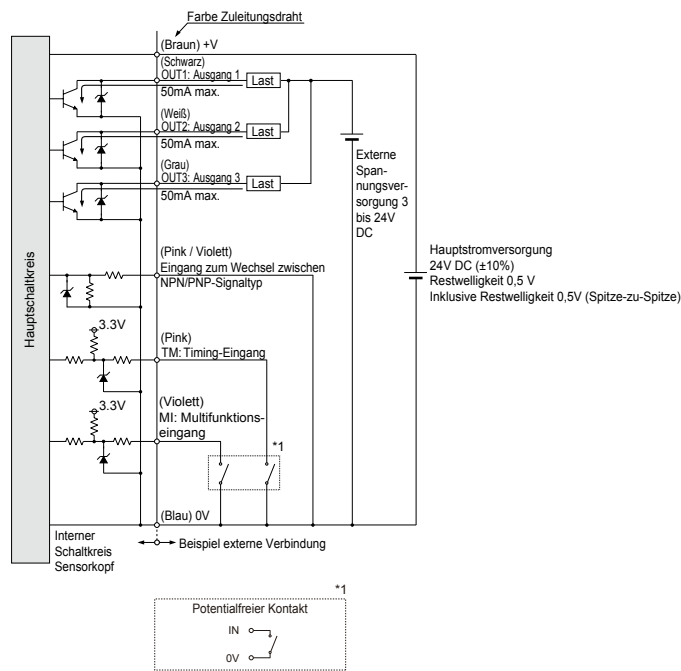 Farbe Zuleitungsdraht
(Braun) +V
(Schwarz)
OUT1: Ausgang 1
Last
50mA max.
(Weiß)
OUT2: Ausgang 2
Last
50mA max.
(Grau)
OUT3: Ausgang 3
Last
50mA max.
Externe
Span-
nungsver-
sorgung 3
bis 24V
DC
Hauptschaltkreis
(Pink / Violett)
Eingang zum Wechsel zwischen
NPN/PNP-Signaltyp
Hauptstromversorgung
24V DC (±10%)
Restwelligkeit 0,5 V
Inklusive Restwelligkeit 0,5V (Spitze-zu-Spitze)
3.3V
(Pink)
TM: Timing-Eingang
3.3V
(Violett)
MI: Multifunktions-
eingang
*1
(Blau) 0V
Interner
Schaltkreis
Sensorkopf
Beispiel externe Verbindung
*1
Potentialfreier Kontakt
IN
0V